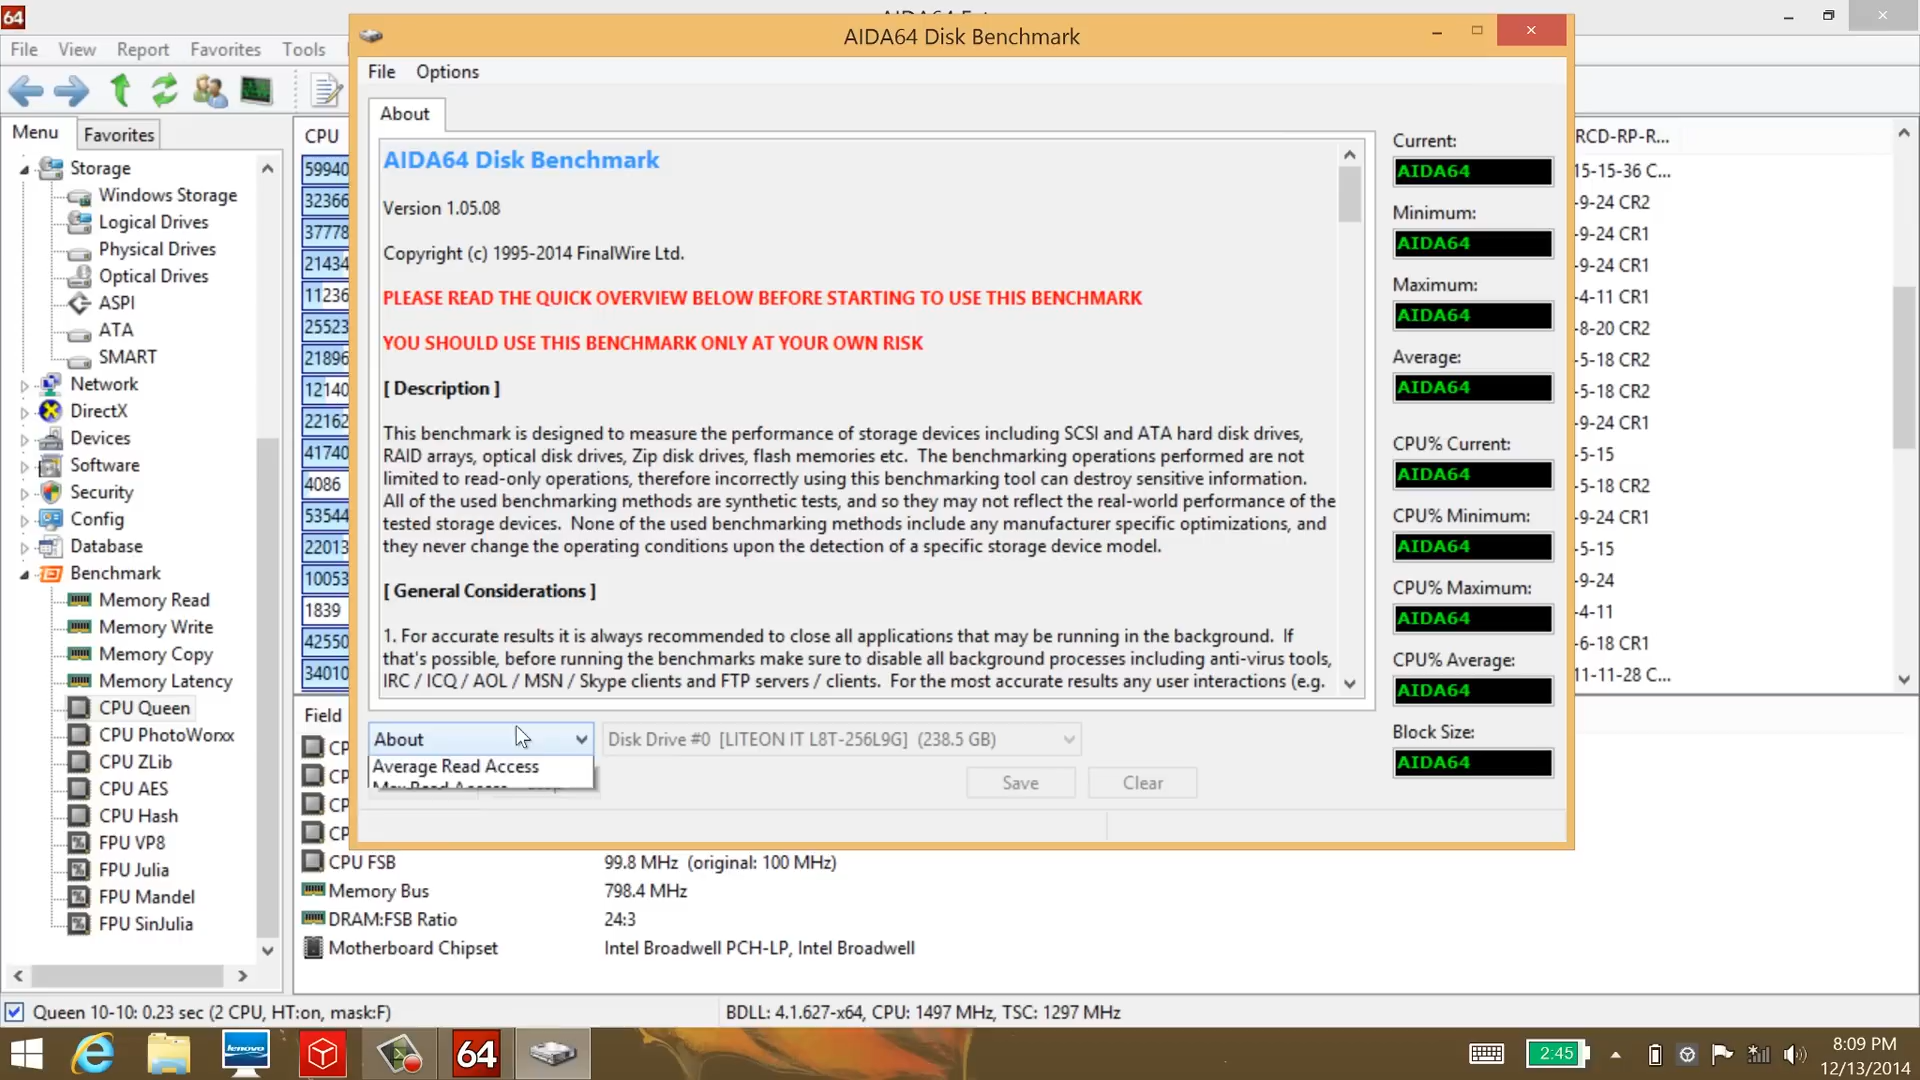 64
AIDA64
File View Report Favorites Tools
Menu Favorites
Storage
Windows Storage
Logical Drives
Physical Drives
Optical Drives
ASPI
ATA
SMART
Network
DirectX
Devices
Software
Security
Config
Database
Benchmark
Memory Read
Memory Write
Memory Copy
Memory Latency
CPU Queen
CPU PhotoWorxx
CPU ZLib
CPU AES
CPU Hash
FPU VP8
FPU Julia
FPU Mandel
FPU SinJulia
CPU
59940
32366
37778
21434
11236
25523
21896
12140
22162
41740
4086
53544
22013
10053
1839
42550
34010
Field
AIDA64 Disk Benchmark
File Options
About
AIDA64 Disk Benchmark
Version 1.05.08
Copyright (c) 1995-2014 FinalWire Ltd.
PLEASE READ THE QUICK OVERVIEW BELOW BEFORE STARTING TO USE THIS BENCHMARK
YOU SHOULD USE THIS BENCHMARK ONLY AT YOUR OWN RISK
[ Description ]
This benchmark is designed to measure the performance of storage devices including SCSI and ATA hard disk drives,
RAID arrays, optical disk drives, Zip disk drives, flash memories etc. The benchmarking operations performed are not
limited to read-only operations, therefore incorrectly using this benchmarking tool can destroy sensitive information.
All of the used benchmarking methods are synthetic tests, and so they may not reflect the real-world performance of the
tested storage devices. None of the used benchmarking methods include any manufacturer specific optimizations, and
they never change the operating conditions upon the detection of a specific storage device model.
[ General Considerations ]
1. For accurate results it is always recommended to close all applications that may be running in the background. If
that's possible, before running the benchmarks make sure to disable all background processes including anti-virus tools,
IRC / ICQ / AOL / MSN / Skype clients and FTP servers / clients. For the most accurate results any user interactions (e.g.
About
Disk Drive #0 [LITEON IT L8T-256L9G] (238.5 GB)
Average Read Access
Max Read Access
Save
Clear
Current:
AIDA64
Minimum:
AIDA64
Maximum:
AIDA64
Average:
AIDA64
CPU% Current:
AIDA64
CPU% Minimum:
AIDA64
CPU% Maximum:
AIDA64
CPU% Average:
AIDA64
Block Size:
AIDA64
RCD-RP-R...
15-15-36 C...
-9-24 CR2
-9-24 CR1
-9-24 CR1
-4-11 CR1
-8-20 CR2
-5-18 CR2
-5-18 CR2
-9-24 CR1
-5-15
-5-18 CR2
-9-24 CR1
-5-15
-9-24
-4-11
-6-18 CR1
11-11-28 C...
CP
CP
CP
CP
CPU FSB 99.8 MHz (original: 100 MHz)
Memory Bus 798.4 MHz
DRAM:FSB Ratio 24:3
Motherboard Chipset Intel Broadwell PCH-LP, Intel Broadwell
Queen 10-10: 0.23 sec (2 CPU, HT:on, mask:F)
BDLL: 4.1.627-x64, CPU: 1497 MHz, TSC: 1297 MHz
lenovo
64
2:45
8:09 PM
12/13/2014